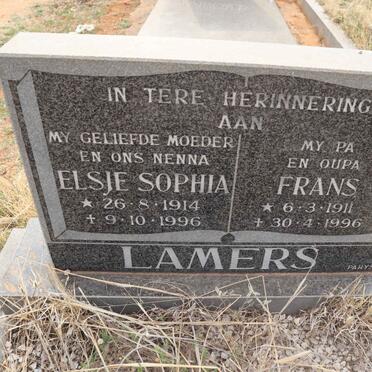 IN TERE HERINNERING
AAN
MY GELIEFDE MOEDER
EN ONS NENNA
ELSJE SOPHIA
★ 26·8·1914
✝ 9·10·1996
MY PA
EN OUPA
FRANS
★ 6·3·1911
✝ 30·4·1996
LAMERS